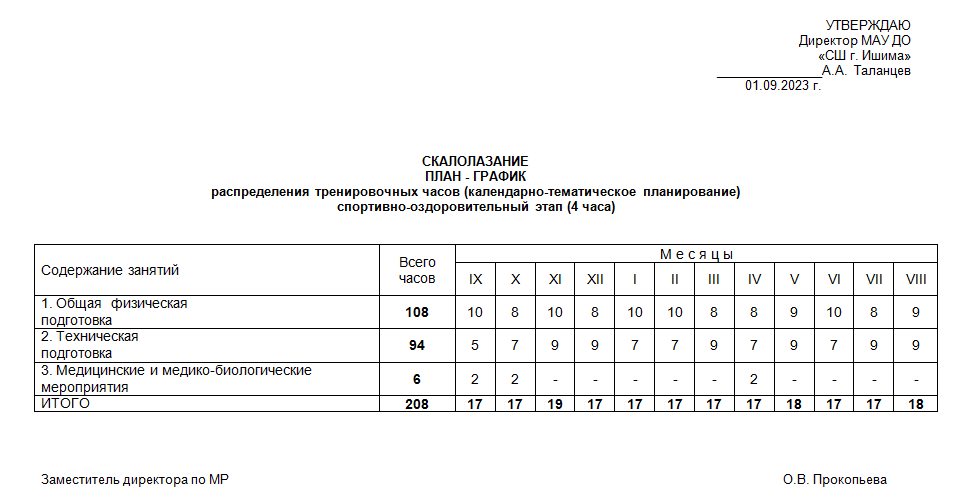 УТВЕРЖДАЮ
Директор МАУ ДО
«СШ г. Ишима»
_______________А.А. Таланцев
01.09.2023 г.
СКАЛОЛАЗАНИЕ
ПЛАН - ГРАФИК
распределения тренировочных часов (календарно-тематическое планирование)
спортивно-оздоровительный этап (4 часа)
Содержание занятий Всего часов М е с я ц ы
IX X XI XII I II III IV V VI VII VIII
1. Общая физическая
подготовка 108 10 8 10 8 10 10 8 8 9 10 8 9
2. Техническая
подготовка 94 5 7 9 9 7 7 9 7 9 7 9 9
3. Медицинские и медико-биологические
мероприятия 6 2 2 - - - - - 2 - - - -
ИТОГО 208 17 17 19 17 17 17 17 17 18 17 17 18
Заместитель директора по МР О.В. Прокопьева